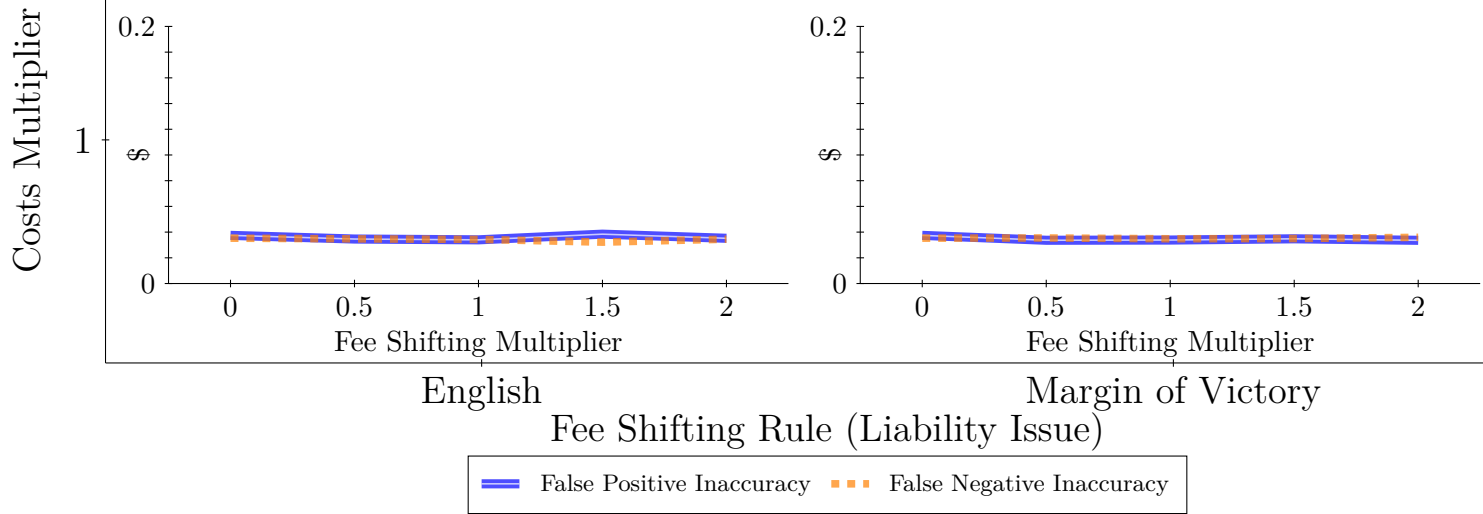 Costs Multiplier
1
0.2
$
0
0 0.5 1 1.5 2
Fee Shifting Multiplier
0.2
$
0
0 0.5 1 1.5 2
Fee Shifting Multiplier
English
Margin of Victory
Fee Shifting Rule (Liability Issue)
False Positive Inaccuracy False Negative Inaccuracy